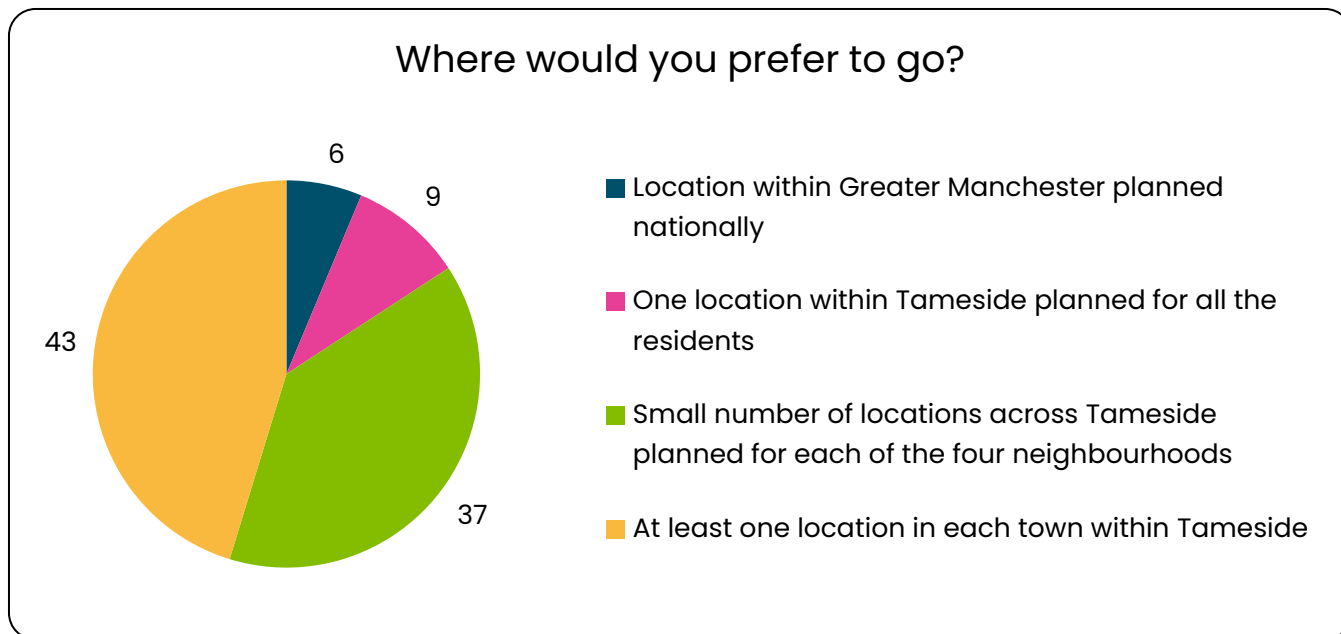 Where would you prefer to go?
6
9
43
37
Location within Greater Manchester planned
nationally
One location within Tameside planned for all the
residents
Small number of locations across Tameside
planned for each of the four neighbourhoods
At least one location in each town within Tameside